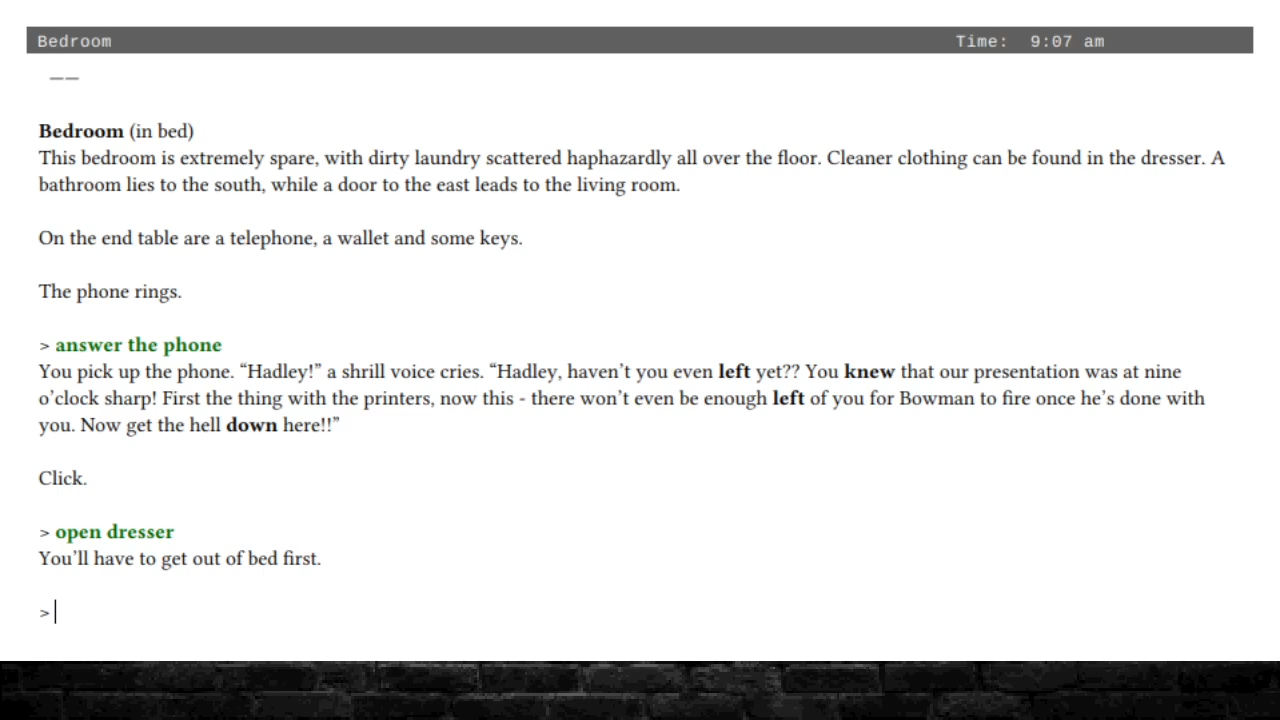 Bedroom Time: 9:07 am
——
Bedroom (in bed)
This bedroom is extremely spare, with dirty laundry scattered haphazardly all over the floor. Cleaner clothing can be found in the dresser. A
bathroom lies to the south, while a door to the east leads to the living room.
On the end table are a telephone, a wallet and some keys.
The phone rings.
> answer the phone
You pick up the phone. “Hadley!” a shrill voice cries. “Hadley, haven’t you even left yet?? You knew that our presentation was at nine
o’clock sharp! First the thing with the printers, now this - there won’t even be enough left of you for Bowman to fire once he’s done with
you. Now get the hell down here!!”
Click.
> open dresser
You’ll have to get out of bed first.
>